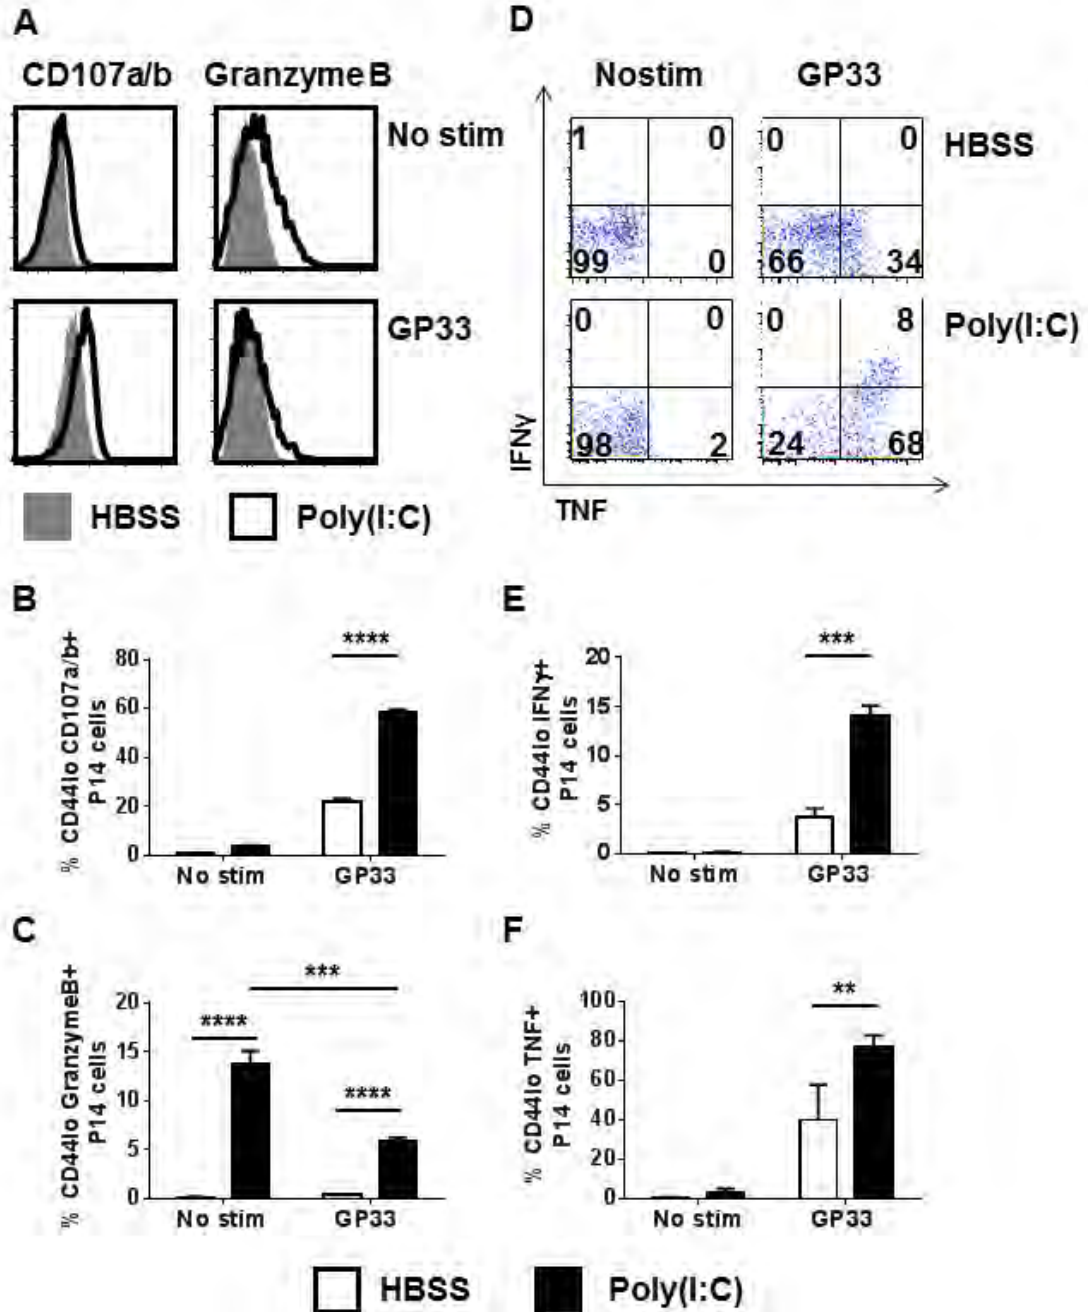 A
CD107a/b GranzymeB
No stim
GP33
HBSS Poly(I:C)
D
Nostim GP33
1 0 0 0 HBSS
99 0 66 34
0 0 0 8 Poly(I:C)
98 2 24 68
IFNγ
TNF
B
% CD44lo CD107a/b+
P14 cells
80
60
40
20
0
****
No stim GP33
E
% CD44lo IFNγ+
P14 cells
20
15
10
5
0
***
No stim GP33
C
% CD44lo GranzymeB+
P14 cells
20
15
10
5
0
***
****
****
No stim GP33
F
% CD44lo TNF+
P14 cells
100
80
60
40
20
0
**
No stim GP33
HBSS Poly(I:C)